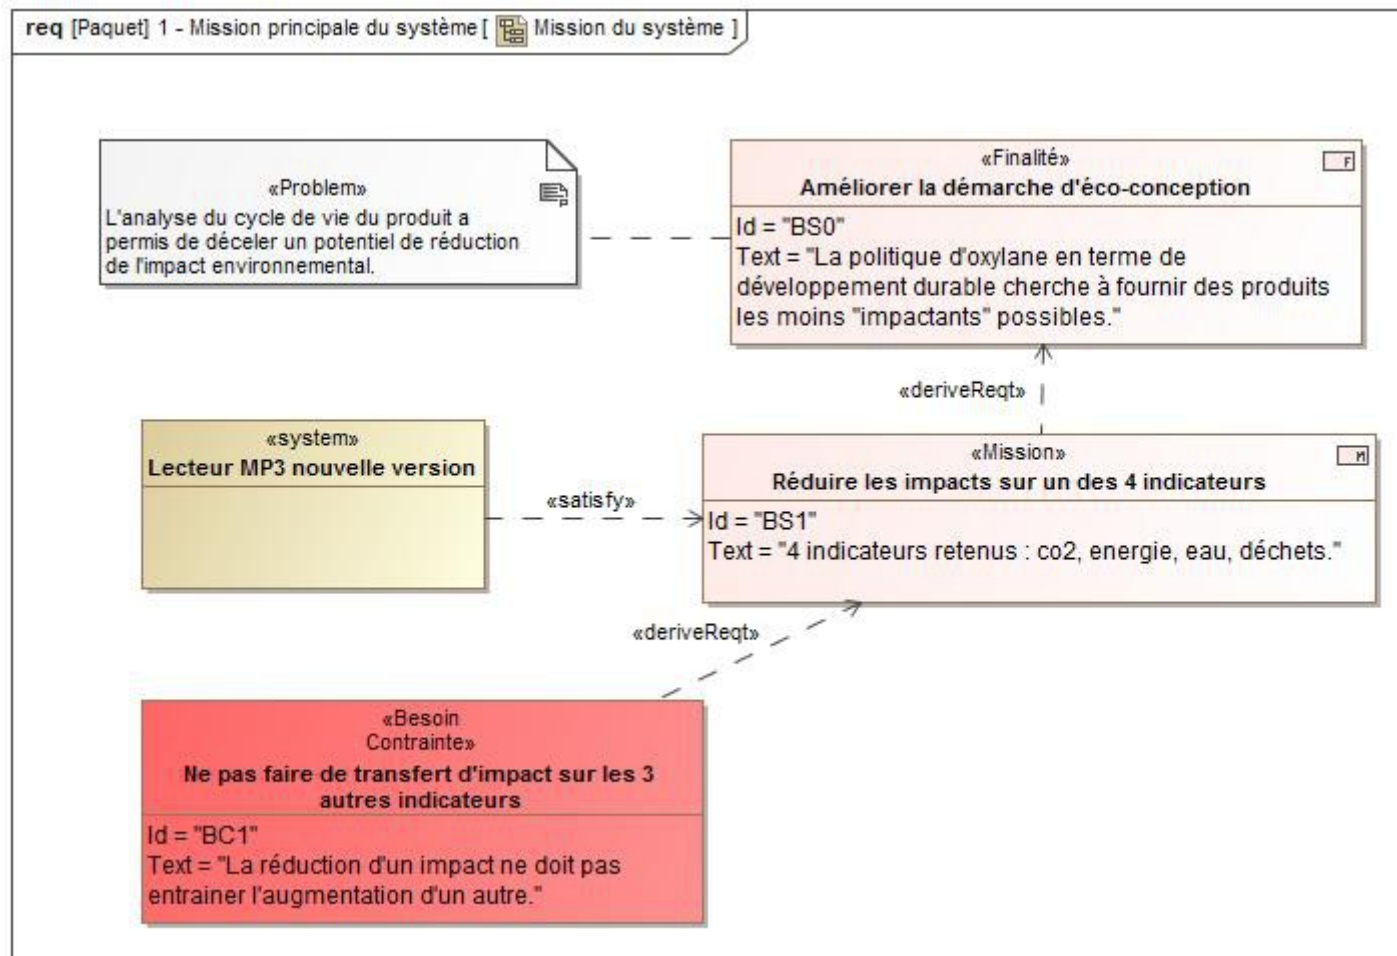 req [Paquet] 1 - Mission principale du système [ Mission du système ]
«Problem»
L'analyse du cycle de vie du produit a
permis de déceler un potentiel de réduction
de l'impact environnemental.
«Finalité»
F
Améliorer la démarche d'éco-conception
Id = "BS0"
Text = "La politique d'oxylane en terme de
développement durable cherche à fournir des produits
les moins "impactants" possibles."
«deriveReqt»
«system»
Lecteur MP3 nouvelle version
«satisfy»
«Mission»
M
Réduire les impacts sur un des 4 indicateurs
Id = "BS1"
Text = "4 indicateurs retenus : co2, energie, eau, déchets."
«deriveReqt»
«Besoin
Contrainte»
Ne pas faire de transfert d'impact sur les 3
autres indicateurs
Id = "BC1"
Text = "La réduction d'un impact ne doit pas
entrainer l'augmentation d'un autre."